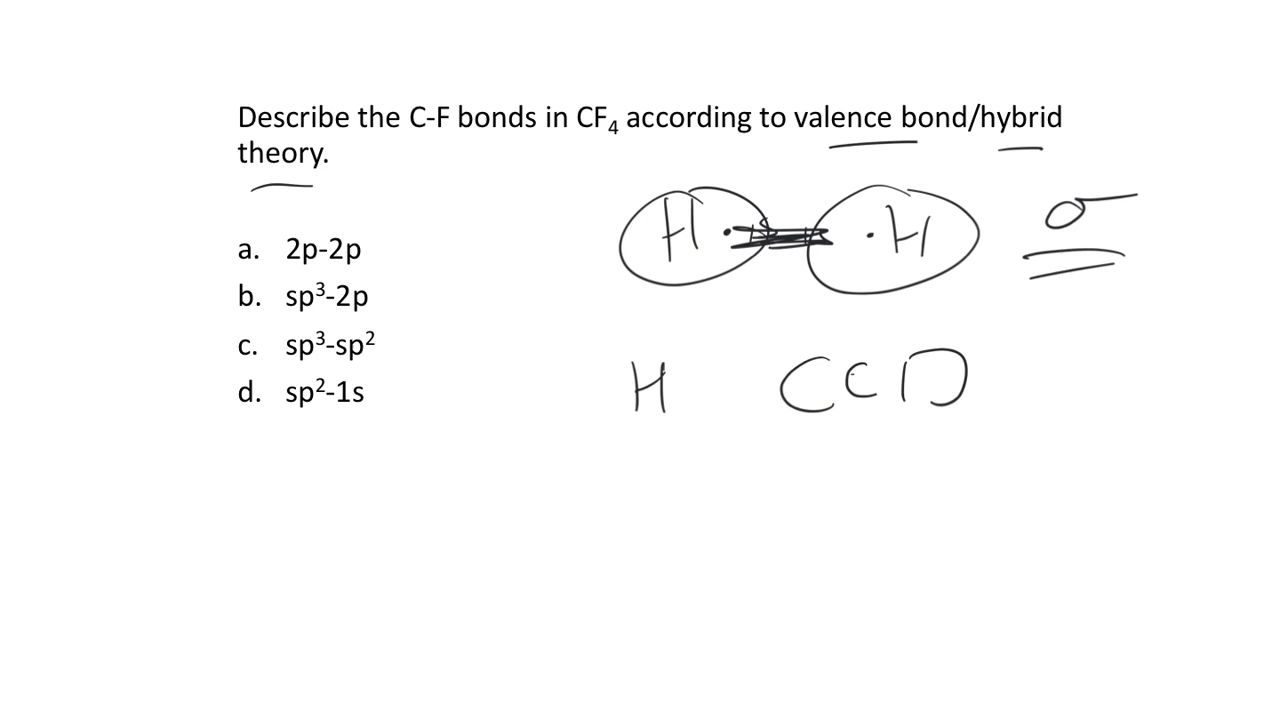 Describe the C-F bonds in CF₄ according to valence bond/hybrid
theory.
a. 2p-2p
b. sp³-2p
c. sp³-sp²
d. sp²-1s
H· ·H σ
H